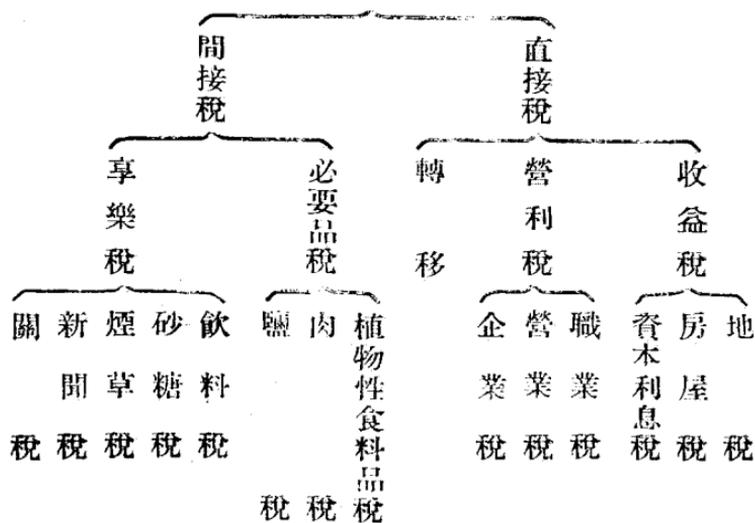 直接稅
收益稅
地稅
房屋稅
資本利息稅
營利稅
職業稅
營業稅
企業稅
轉移
間接稅
必要品稅
植物性食料品稅
肉稅
鹽稅
享樂稅
飲料稅
砂糖稅
煙草稅
新聞稅
關稅